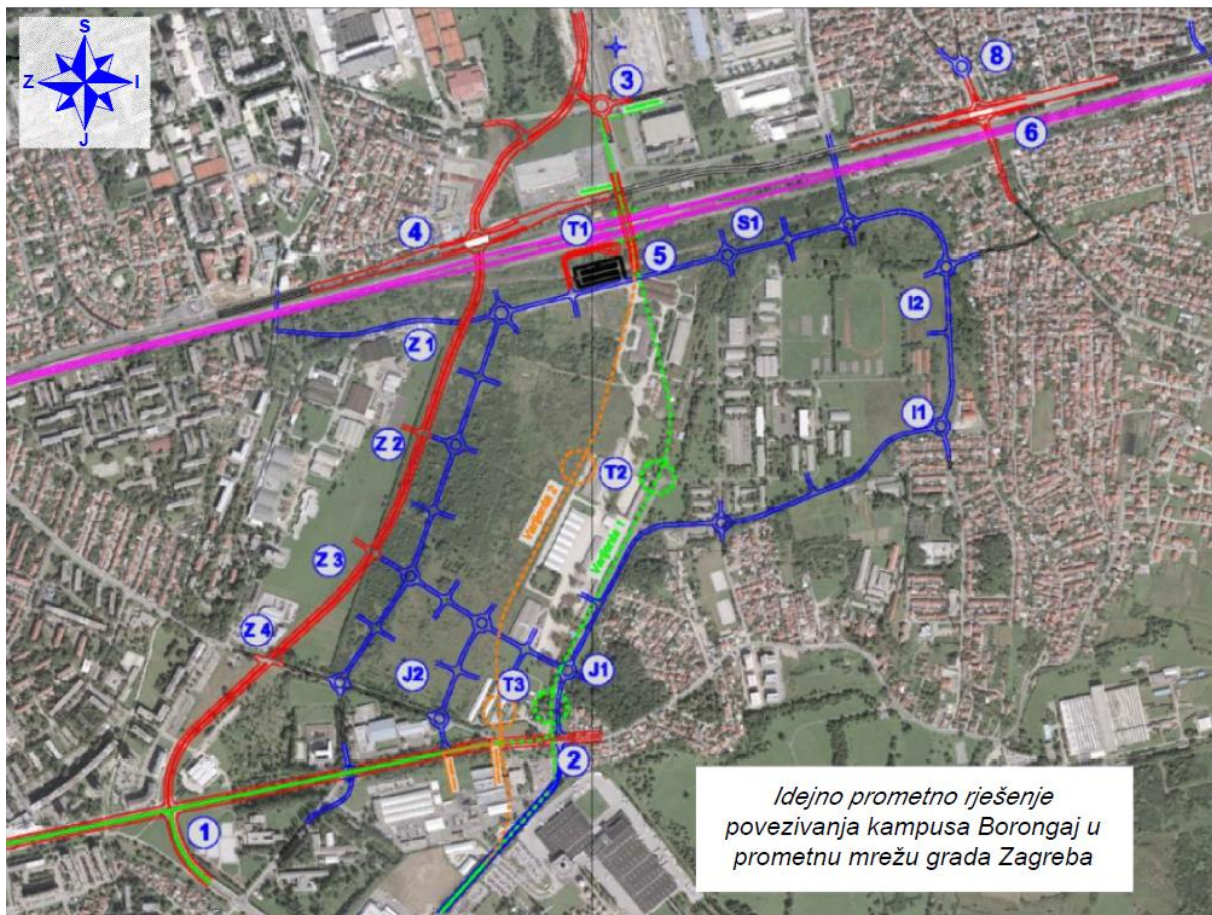 S
Z
I
J
3
8
6
4
T1
S1
5
Z 1
I2
I1
Z 2
T2
Varijanta 2
Varijanta 1
Z 3
Z 4
J2
T3
J1
2
1
Idejno prometno rješenje
povezivanja kampusa Borongaj u
prometnu mrežu grada Zagreba